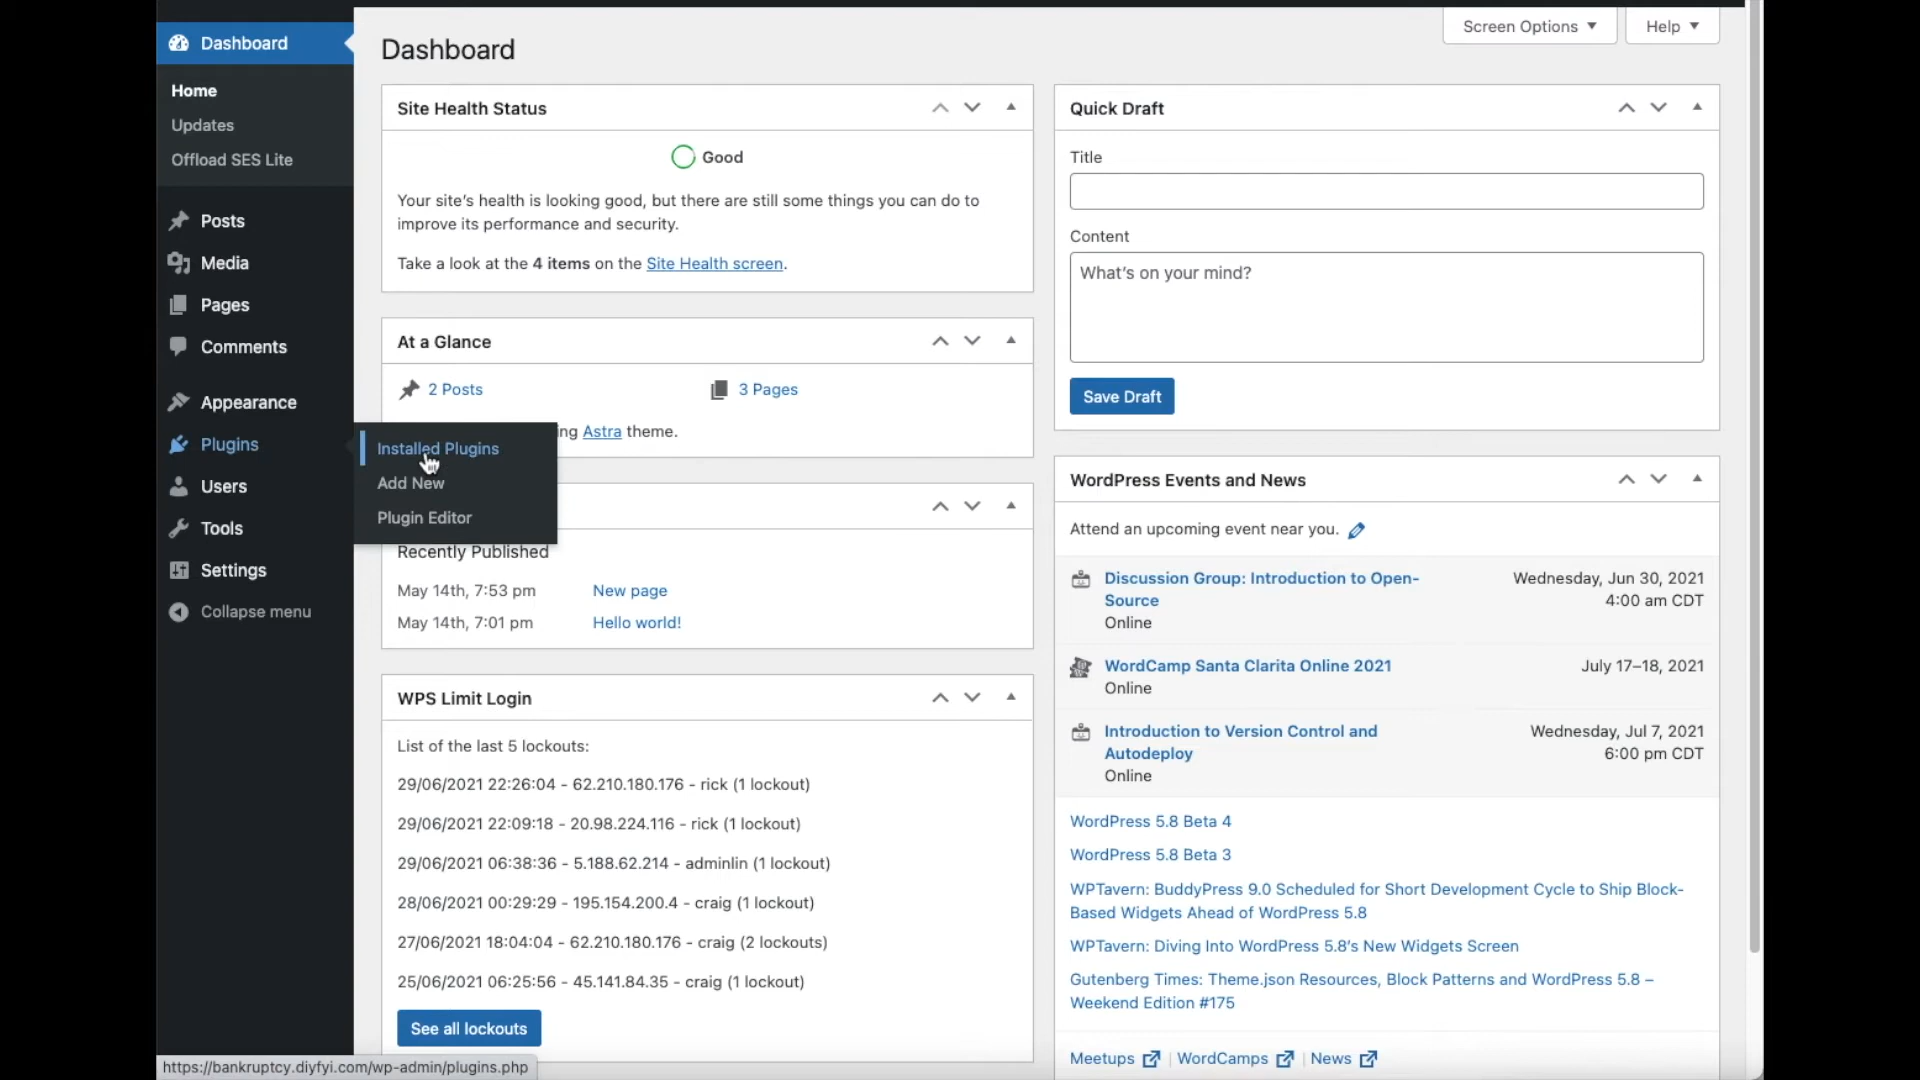 Dashboard
Home
Updates
Offload SES Lite
Posts
Media
Pages
Comments
Appearance
Plugins
Users
Tools
Settings
Collapse menu
Installed Plugins
Add New
Plugin Editor
Screen Options
Help
Dashboard
Site Health Status
Good
Your site's health is looking good, but there are still some things you can do to
improve its performance and security.
Take a look at the 4 items on the Site Health screen.
At a Glance
2 Posts
3 Pages
ing Astra theme.
Recently Published
May 14th, 7:53 pm New page
May 14th, 7:01 pm Hello world!
WPS Limit Login
List of the last 5 lockouts:
29/06/2021 22:26:04 - 62.210.180.176 - rick (1 lockout)
29/06/2021 22:09:18 - 20.98.224.116 - rick (1 lockout)
29/06/2021 06:38:36 - 5.188.62.214 - adminlin (1 lockout)
28/06/2021 00:29:29 - 195.154.200.4 - craig (1 lockout)
27/06/2021 18:04:04 - 62.210.180.176 - craig (2 lockouts)
25/06/2021 06:25:56 - 45.141.84.35 - craig (1 lockout)
See all lockouts
Quick Draft
Title
Content
What's on your mind?
Save Draft
WordPress Events and News
Attend an upcoming event near you.
Discussion Group: Introduction to Open- Wednesday, Jun 30, 2021
Source 4:00 am CDT
Online
WordCamp Santa Clarita Online 2021 July 17–18, 2021
Online
Introduction to Version Control and Wednesday, Jul 7, 2021
Autodeploy 6:00 pm CDT
Online
WordPress 5.8 Beta 4
WordPress 5.8 Beta 3
WPTavern: BuddyPress 9.0 Scheduled for Short Development Cycle to Ship Block-
Based Widgets Ahead of WordPress 5.8
WPTavern: Diving Into WordPress 5.8's New Widgets Screen
Gutenberg Times: Theme.json Resources, Block Patterns and WordPress 5.8 –
Weekend Edition #175
Meetups | WordCamps | News
https://bankruptcy.diyfyi.com/wp-admin/plugins.php